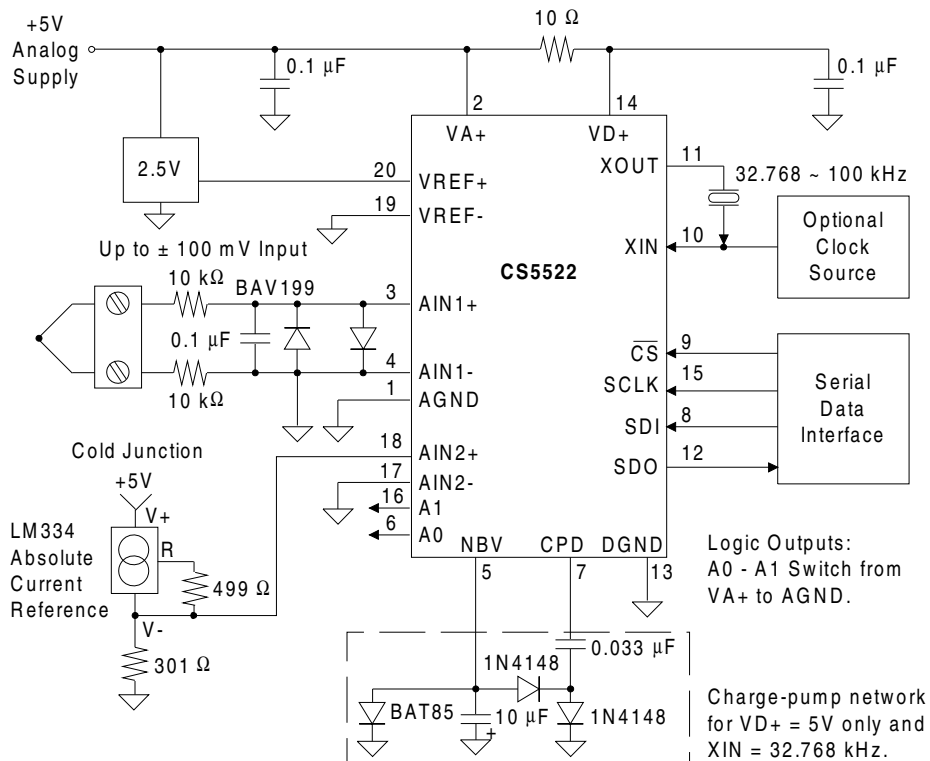 +5V
Analog
Supply
10 Ω
0.1 µF
0.1 µF
2
14
VA+
VD+
2.5V
20
VREF+
19
VREF-
XOUT
11
32.768 ~ 100 kHz
XIN
10
Optional
Clock
Source
CS5522
Up to ± 100 mV Input
10 kΩ
BAV199
3
AIN1+
0.1 µF
4
AIN1-
10 kΩ
1
AGND
CS
9
SCLK
15
SDI
8
SDO
12
Serial
Data
Interface
18
AIN2+
17
AIN2-
16
A1
6
A0
Cold Junction
+5V
V+
LM334
Absolute
Current
Reference
R
499 Ω
V-
301 Ω
NBV
CPD
DGND
5
7
13
Logic Outputs:
A0 - A1 Switch from
VA+ to AGND.
0.033 µF
1N4148
BAT85
10 µF
+
1N4148
Charge-pump network
for VD+ = 5V only and
XIN = 32.768 kHz.